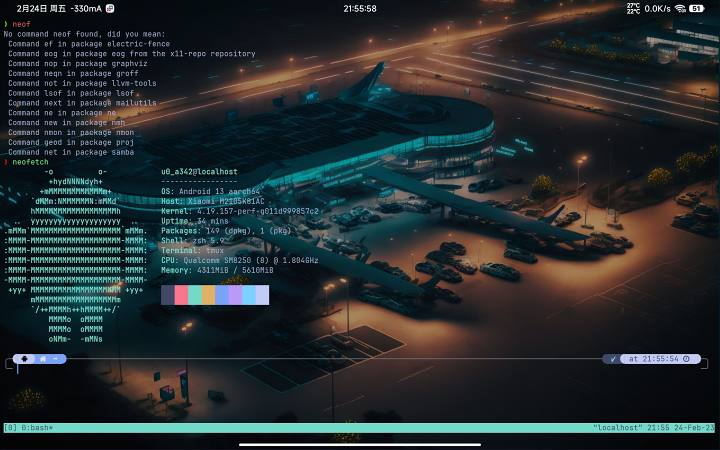 2月24日 周五 -330mA
21:55:58
27℃ 22℃ 0.0K/s 51
❯ neof
No command neof found, did you mean:
Command ef in package electric-fence
Command eog in package eog from the x11-repo repository
Command nop in package graphviz
Command neqn in package groff
Command not in package llvm-tools
Command lsof in package lsof
Command next in package mailutils
Command ne in package ne
Command new in package nmh
Command nmon in package nmon
Command geod in package proj
Command net in package samba
❯ neofetch
u0_a342@localhost
-----------------
OS: Android 13 aarch64
Host: Xiaomi M2105K81AC
Kernel: 4.19.157-perf-g011d999857c2
Uptime: 34 mins
Packages: 149 (dpkg), 1 (pkg)
Shell: zsh 5.9
Terminal: tmux
CPU: Qualcomm SM8250 (8) @ 1.804GHz
Memory: 4311MiB / 5610MiB
~
✓ at 21:55:54
[0] 0:bash*
"localhost" 21:55 24-Feb-23